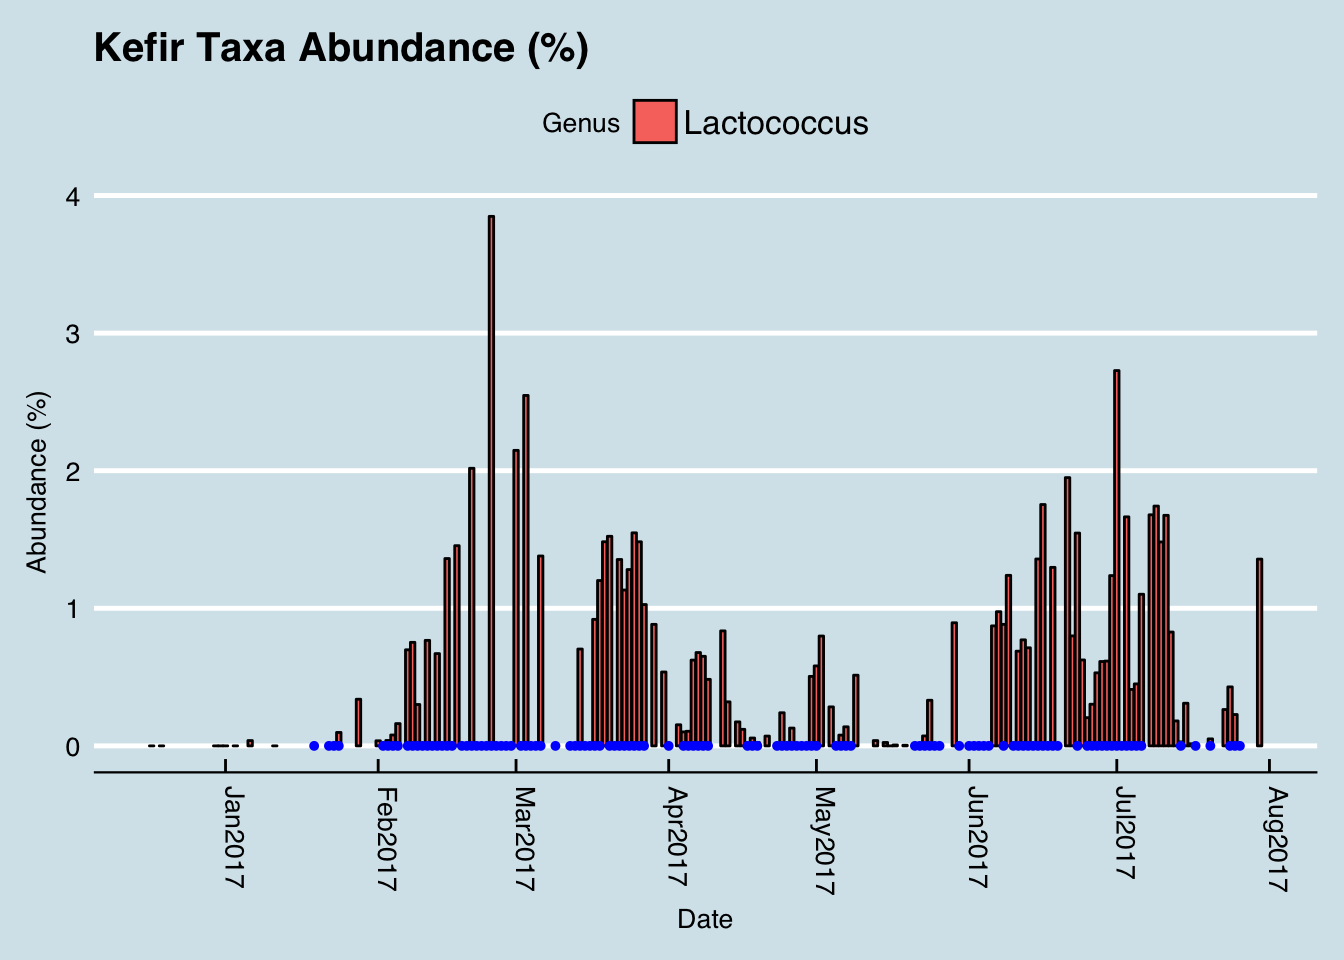 Kefir Taxa Abundance (%)
Genus Lactococcus
4
3
2
1
0
Abundance (%)
Jan2017 Feb2017 Mar2017 Apr2017 May2017 Jun2017 Jul2017 Aug2017
Date